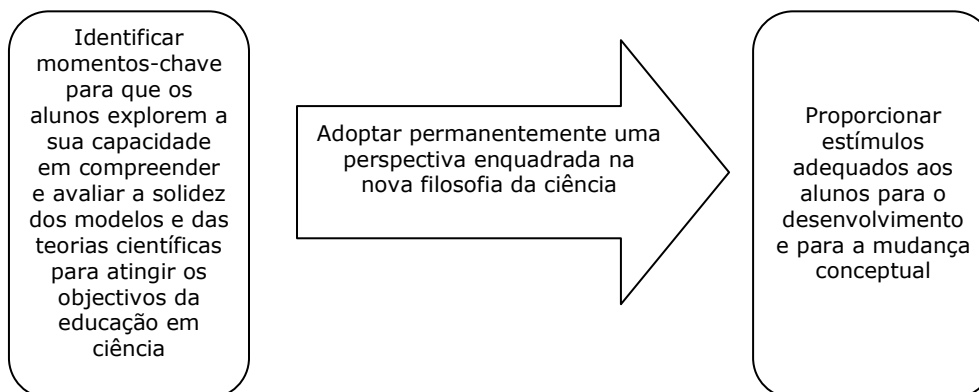 Identificar
momentos-chave
para que os
alunos explorem a
sua capacidade
em compreender
e avaliar a solidez
dos modelos e das
teorias científicas
para atingir os
objectivos da
educação em
ciência
Adoptar permanentemente uma
perspectiva enquadrada na
nova filosofia da ciência
Proporcionar
estímulos
adequados aos
alunos para o
desenvolvimento
e para a mudança
conceptual